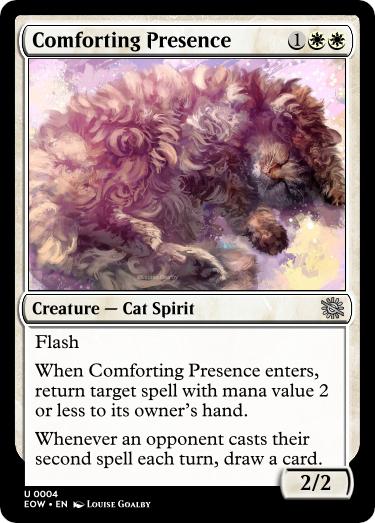 Comforting Presence 1
Creature — Cat Spirit
Flash
When Comforting Presence enters,
return target spell with mana value 2
or less to its owner's hand.
Whenever an opponent casts their
second spell each turn, draw a card.
2/2
U 0004
EOW • EN Louise Goalby